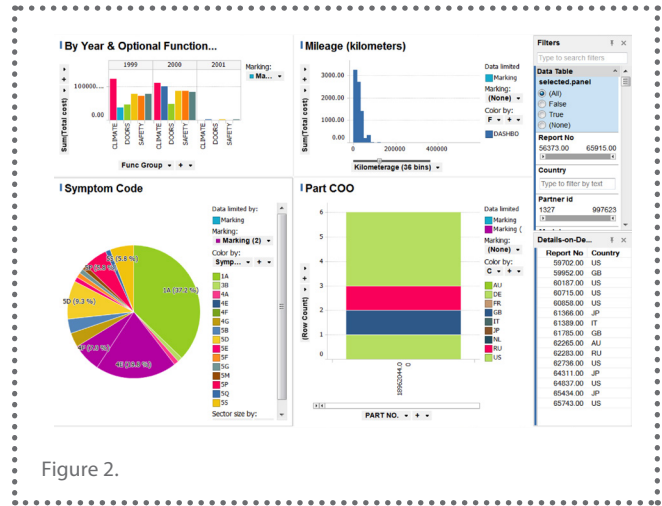 By Year & Optional Function...
1999 2000 2001
Marking:
Ma...
Sum(Total cost)
100000....
0.00
CLIMATE
DOORS
SAFETY
CLIMATE
DOORS
SAFETY
CLIMATE
DOORS
SAFETY
Func Group
Mileage (kilometers)
Sum(Total cost)
3000.00
2000.00
1000.00
0.00
0 200000 400000
Kilometerage (36 bins)
Data limited
Marking
Marking:
(None)
Color by:
F
DASHBO
Symptom Code
1A (37.2 %)
5D (9.3 %)
Data limited by:
Marking
Marking:
Marking (2)
Color by:
Symp...
1A
3B
4A
4E
4F
4G
5B
5D
5E
5F
5G
5M
5P
5Q
5S
Sector size by:
Part COO
(Row Count)
6
5
4
3
2
1
0
18962044.0
0
PART NO.
Data limited
Marking
Marking (
Marking:
(None)
Color by:
C
AU
DE
FR
GB
IT
JP
NL
RU
US
Filters
Type to search filters
Data Table
selected.panel
(All)
False
True
(None)
Report No
56373.00 65915.00
Country
Type to filter by text
Partner id
1327 997623
Details-on-De...
Report No Country
59702.00 US
59952.00 GB
60187.00 US
60715.00 US
60858.00 US
61366.00 JP
61389.00 IT
61785.00 GB
62265.00 AU
62283.00 RU
62736.00 US
64311.00 JP
64837.00 US
65434.00 JP
65743.00 US
Figure 2.